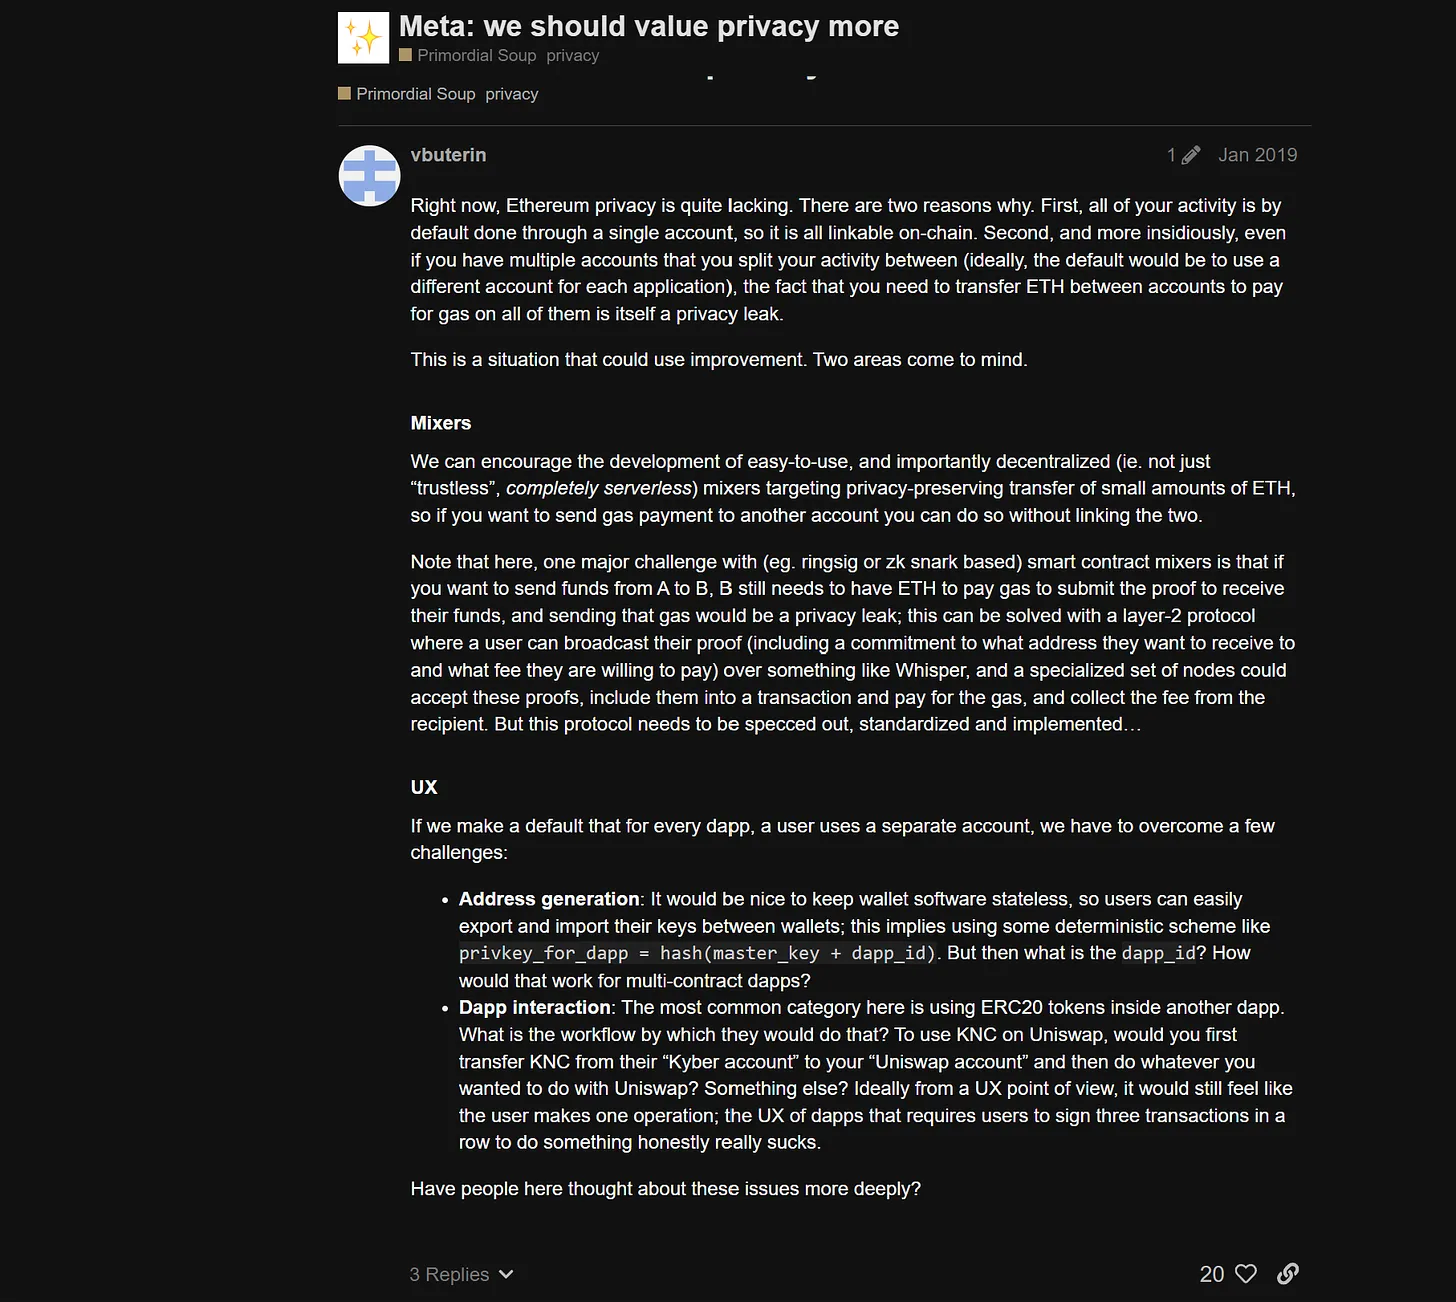 Meta: we should value privacy more
Primordial Soup privacy
Primordial Soup privacy
vbuterin
1 Jan 2019
Right now, Ethereum privacy is quite lacking. There are two reasons why. First, all of your activity is by
default done through a single account, so it is all linkable on-chain. Second, and more insidiously, even
if you have multiple accounts that you split your activity between (ideally, the default would be to use a
different account for each application), the fact that you need to transfer ETH between accounts to pay
for gas on all of them is itself a privacy leak.
This is a situation that could use improvement. Two areas come to mind.
Mixers
We can encourage the development of easy-to-use, and importantly decentralized (ie. not just
“trustless”, completely serverless) mixers targeting privacy-preserving transfer of small amounts of ETH,
so if you want to send gas payment to another account you can do so without linking the two.
Note that here, one major challenge with (eg. ringsig or zk snark based) smart contract mixers is that if
you want to send funds from A to B, B still needs to have ETH to pay gas to submit the proof to receive
their funds, and sending that gas would be a privacy leak; this can be solved with a layer-2 protocol
where a user can broadcast their proof (including a commitment to what address they want to receive to
and what fee they are willing to pay) over something like Whisper, and a specialized set of nodes could
accept these proofs, include them into a transaction and pay for the gas, and collect the fee from the
recipient. But this protocol needs to be specced out, standardized and implemented…
UX
If we make a default that for every dapp, a user uses a separate account, we have to overcome a few
challenges:
• Address generation: It would be nice to keep wallet software stateless, so users can easily
export and import their keys between wallets; this implies using some deterministic scheme like
privkey_for_dapp = hash(master_key + dapp_id). But then what is the dapp_id? How
would that work for multi-contract dapps?
• Dapp interaction: The most common category here is using ERC20 tokens inside another dapp.
What is the workflow by which they would do that? To use KNC on Uniswap, would you first
transfer KNC from their “Kyber account” to your “Uniswap account” and then do whatever you
wanted to do with Uniswap? Something else? Ideally from a UX point of view, it would still feel like
the user makes one operation; the UX of dapps that requires users to sign three transactions in a
row to do something honestly really sucks.
Have people here thought about these issues more deeply?
3 Replies
20